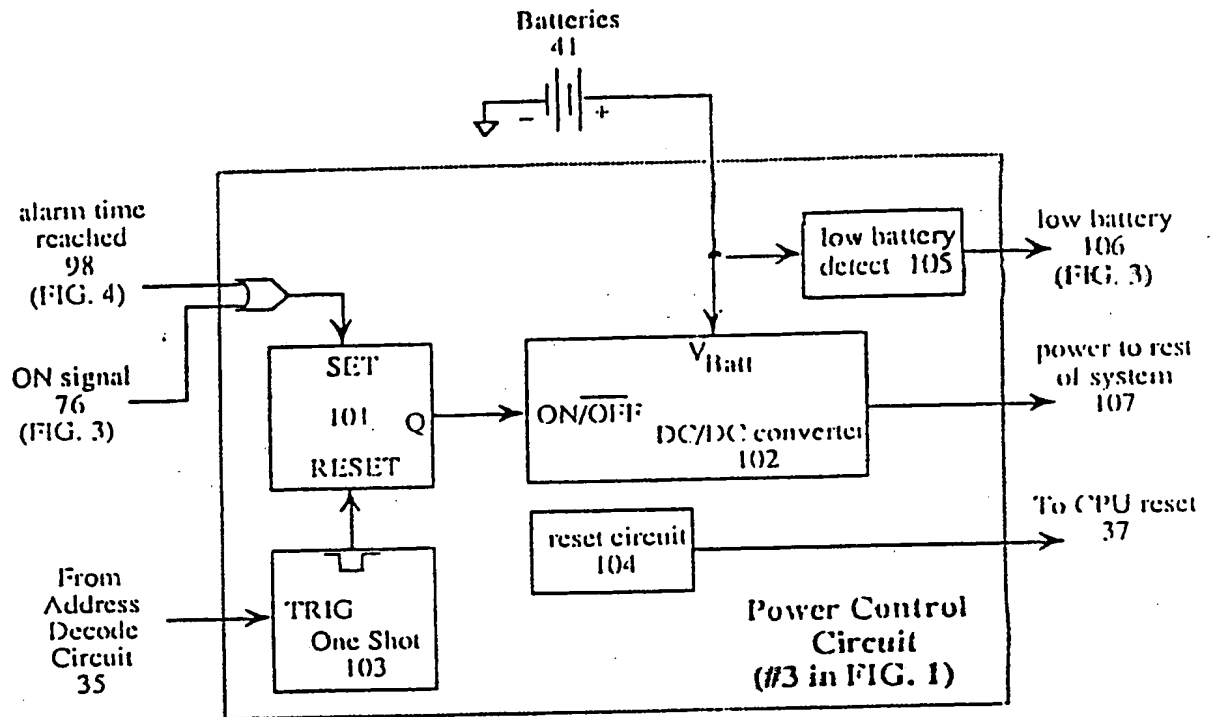 Batteries
41
−
+
alarm time
reached
98
(FIG. 4)
low battery
detect 105
low battery
106
(FIG. 3)
ON signal
76
(FIG. 3)
SET
101
Q
RESET
VBatt
ON/OFF
DC/DC converter
102
power to rest
of system
107
reset circuit
104
To CPU reset
37
From
Address
Decode
Circuit
35
TRIG
One Shot
103
Power Control
Circuit
(#3 in FIG. 1)